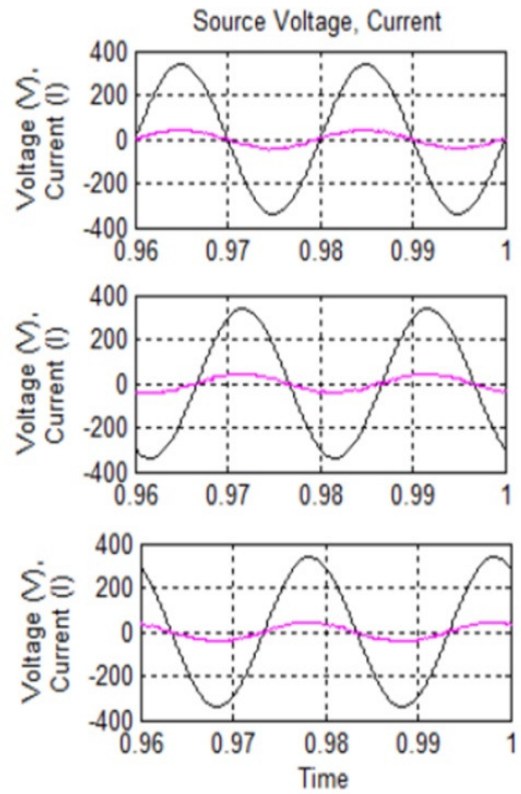 Source Voltage, Current
Voltage (V),
Current (I)
400
200
0
-200
-400
0.96 0.97 0.98 0.99 1
Voltage (V),
Current (I)
400
200
0
-200
-400
0.96 0.97 0.98 0.99 1
Voltage (V),
Current (I)
400
200
0
-200
-400
0.96 0.97 0.98 0.99 1
Time